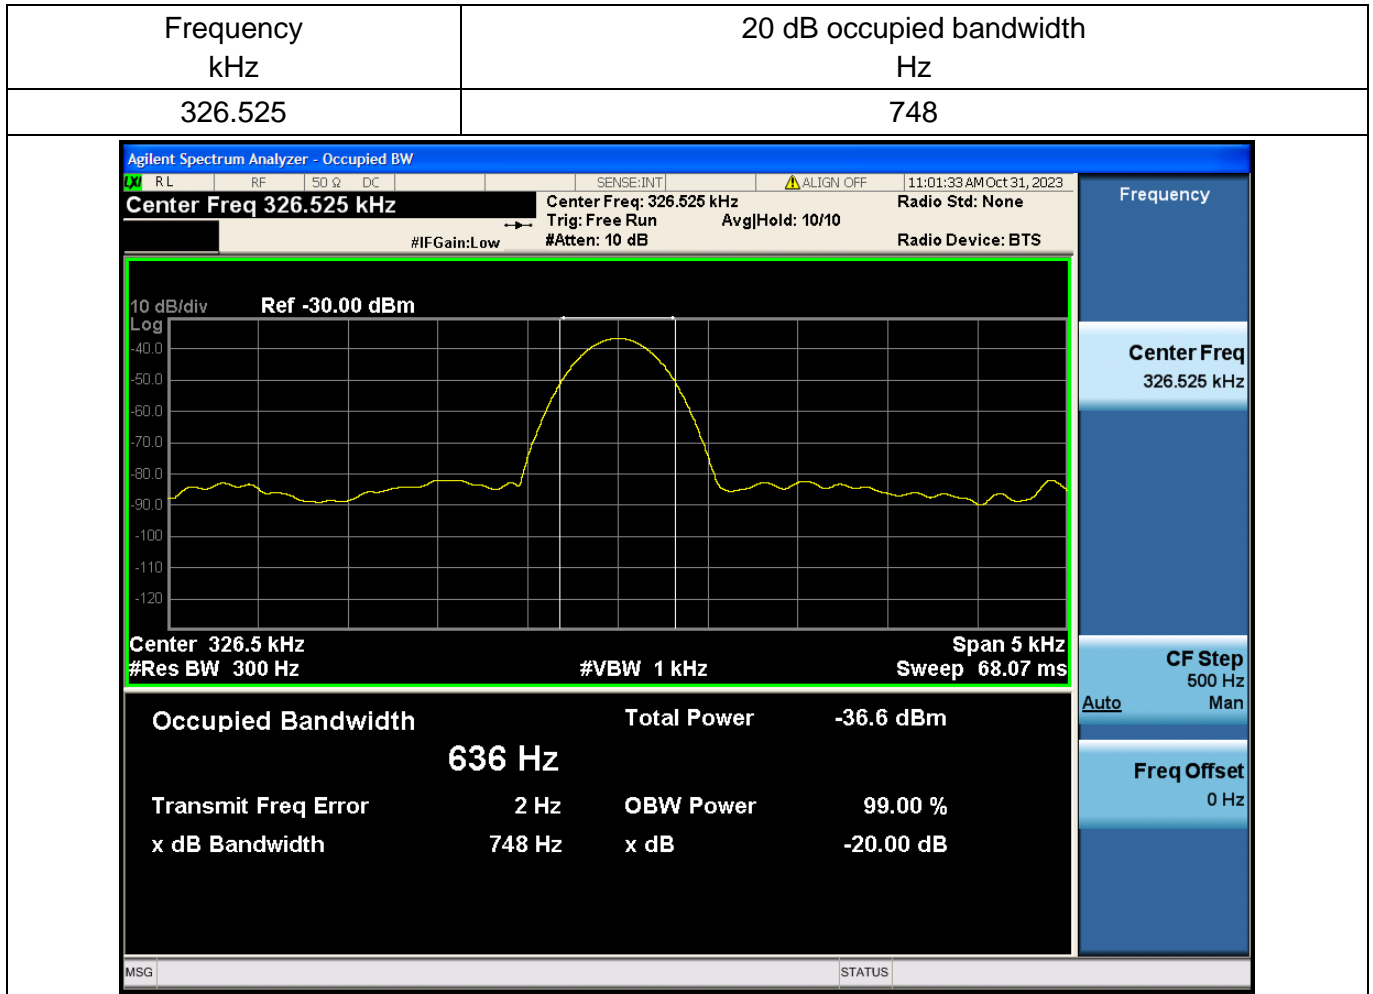 Frequency
kHz
20 dB occupied bandwidth
Hz
326.525
748
Agilent Spectrum Analyzer - Occupied BW
LXI RL RF 50 Ω DC SENSE:INT ALIGN OFF 11:01:33 AM Oct 31, 2023
Center Freq 326.525 kHz
Center Freq: 326.525 kHz
Radio Std: None
Trig: Free Run
Avg|Hold: 10/10
#IFGain:Low
#Atten: 10 dB
Radio Device: BTS
10 dB/div
Ref -30.00 dBm
Log
-40.0
-50.0
-60.0
-70.0
-80.0
-90.0
-100
-110
-120
Center 326.5 kHz
Span 5 kHz
#Res BW 300 Hz
#VBW 1 kHz
Sweep 68.07 ms
Occupied Bandwidth
636 Hz
Total Power -36.6 dBm
Transmit Freq Error 2 Hz
OBW Power 99.00 %
x dB Bandwidth 748 Hz
x dB -20.00 dB
MSG
STATUS
Frequency
Center Freq
326.525 kHz
CF Step
500 Hz
Auto Man
Freq Offset
0 Hz